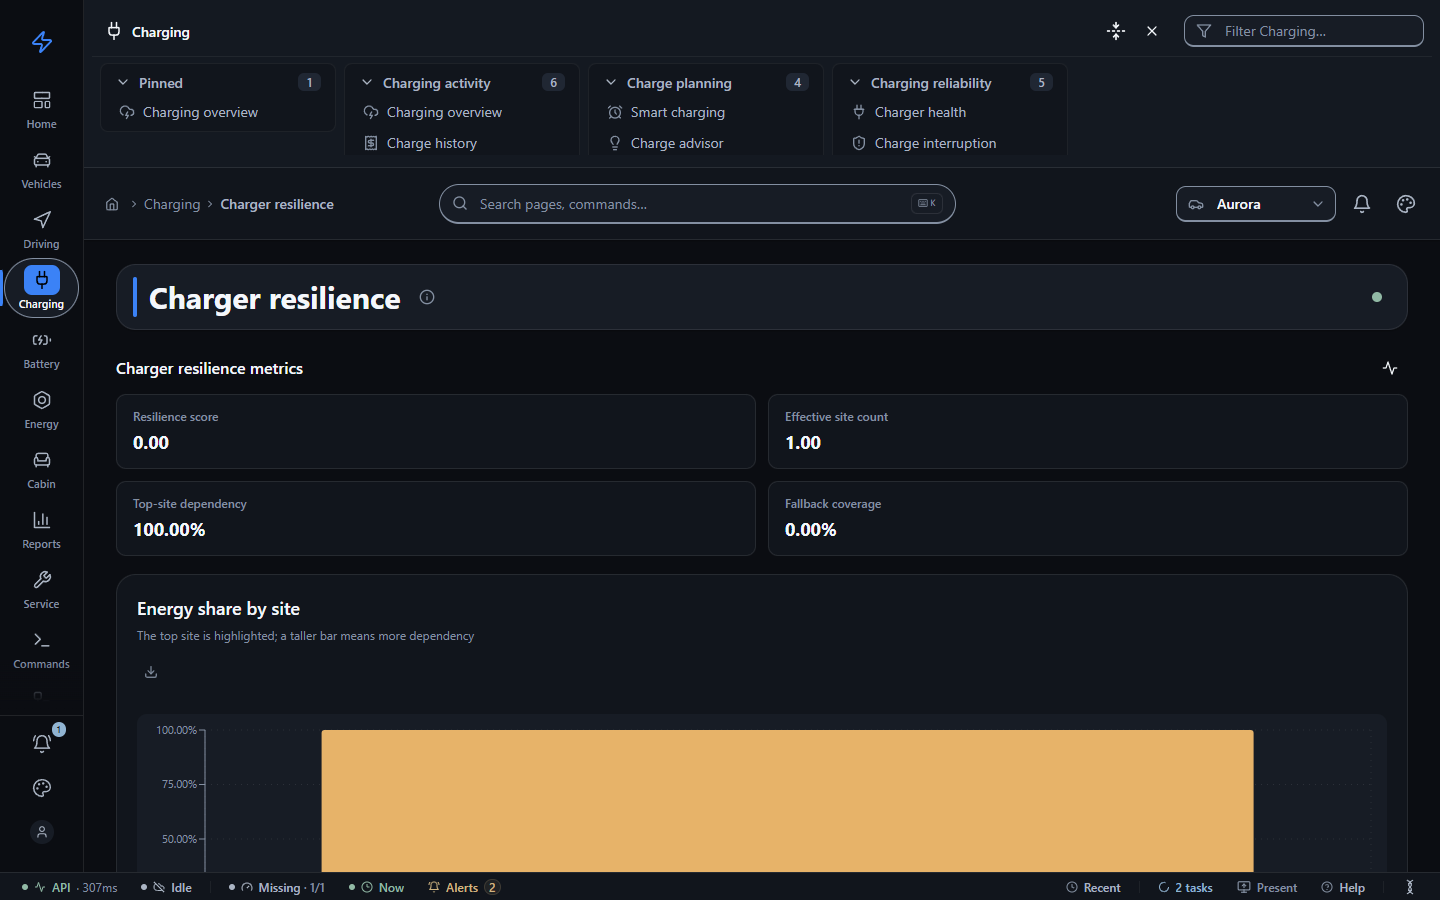 Charging
Filter Charging...
Pinned 1
Charging overview
Charging activity 6
Charging overview
Charge history
Charge planning 4
Smart charging
Charge advisor
Charging reliability 5
Charger health
Charge interruption
Home
Vehicles
Driving
Charging
Battery
Energy
Cabin
Reports
Service
Commands
1
Charging > Charger resilience
Search pages, commands...
K
Aurora
Charger resilience
Charger resilience metrics
Resilience score
0.00
Effective site count
1.00
Top-site dependency
100.00%
Fallback coverage
0.00%
Energy share by site
The top site is highlighted; a taller bar means more dependency
100.00%
75.00%
50.00%
API · 307ms
Idle
Missing · 1/1
Now
Alerts 2
Recent
2 tasks
Present
Help